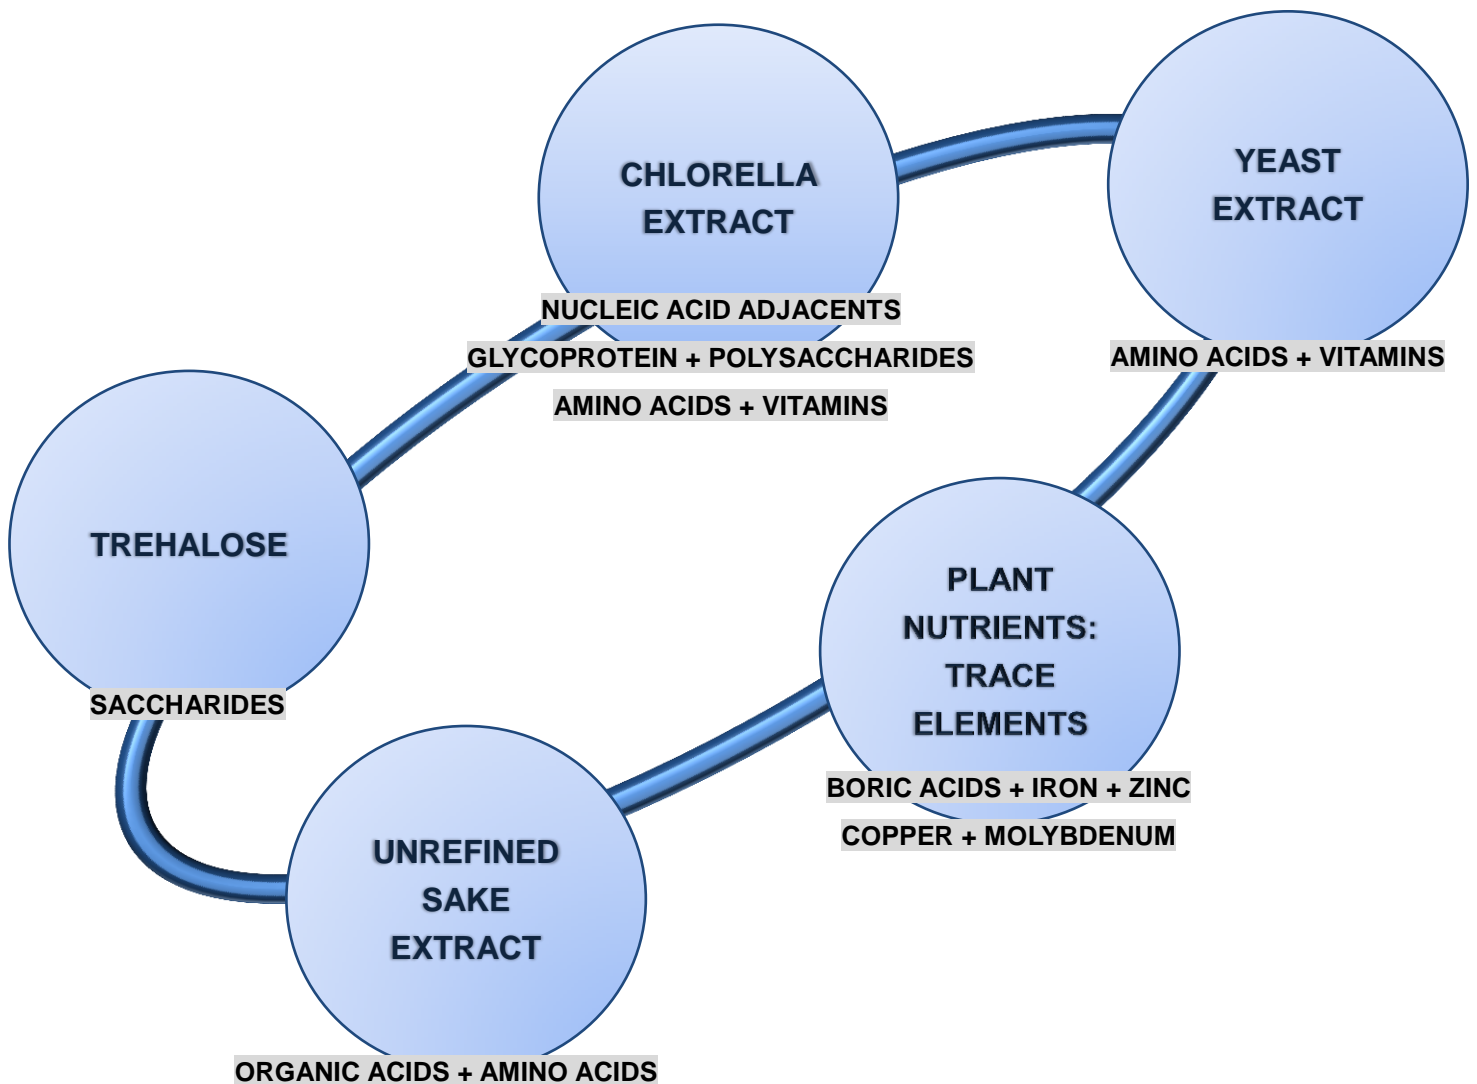 CHLORELLA
EXTRACT
NUCLEIC ACID ADJACENTS
GLYCOPROTEIN + POLYSACCHARIDES
AMINO ACIDS + VITAMINS
YEAST
EXTRACT
AMINO ACIDS + VITAMINS
TREHALOSE
SACCHARIDES
PLANT
NUTRIENTS:
TRACE
ELEMENTS
BORIC ACIDS + IRON + ZINC
COPPER + MOLYBDENUM
UNREFINED
SAKE
EXTRACT
ORGANIC ACIDS + AMINO ACIDS